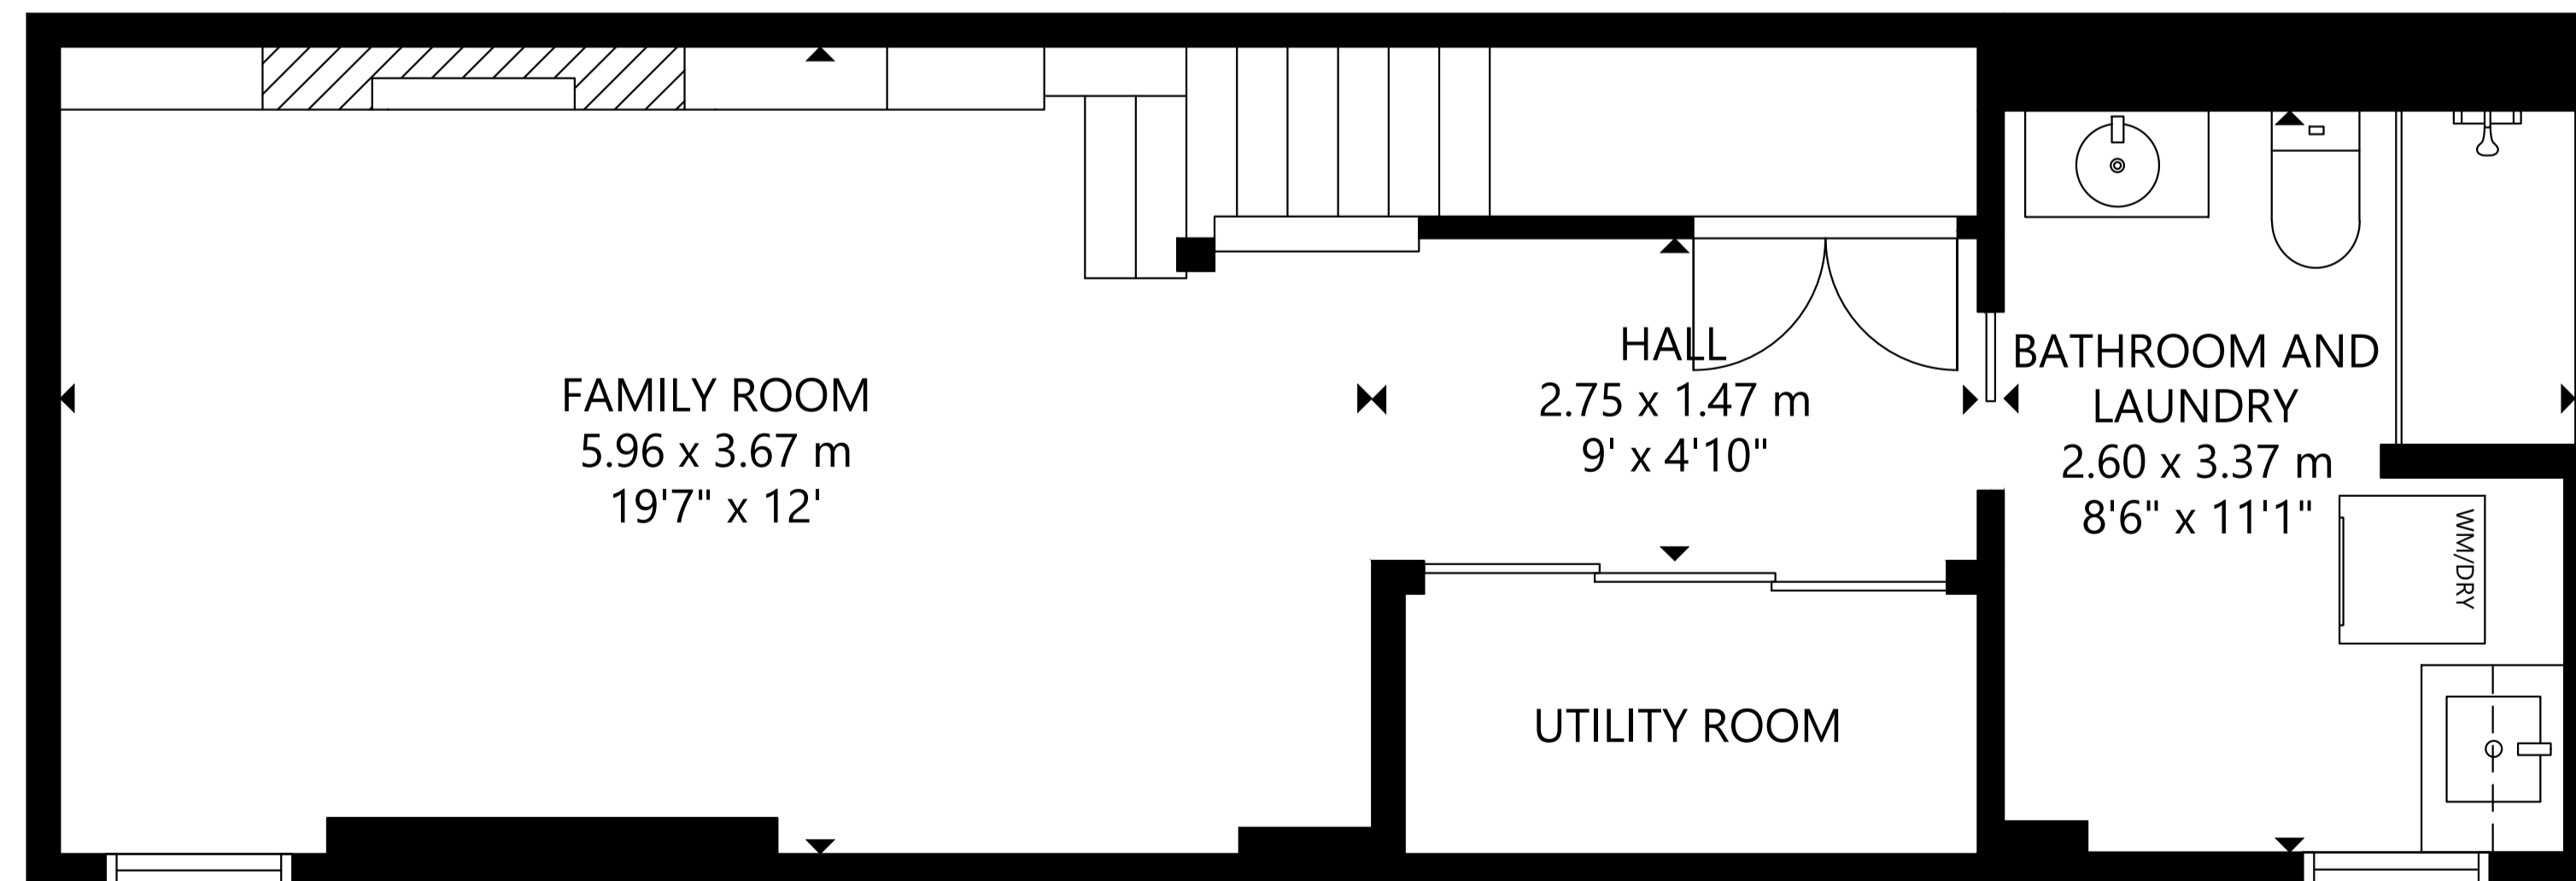 FAMILY ROOM
5.96 x 3.67 m
19'7" x 12'
HALL
2.75 x 1.47 m
9' x 4'10"
UTILITY ROOM
BATHROOM AND
LAUNDRY
2.60 x 3.37 m
8'6" x 11'1"
WM/DRY